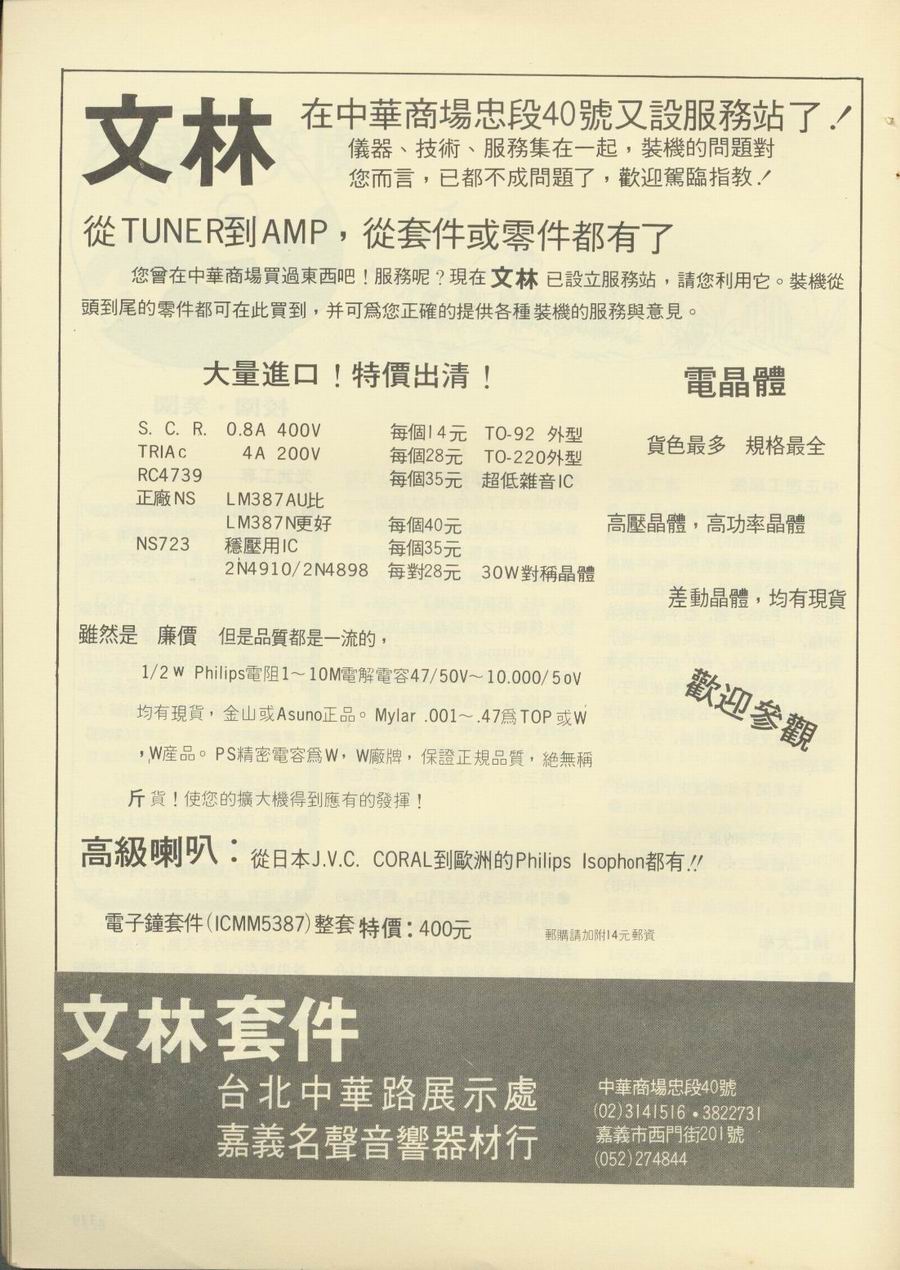 文林
在中華商場忠段40號又設服務站了！
儀器、技術、服務集在一起，裝機的問題對
您而言，已都不成問題了，歡迎駕臨指教！
從TUNER到AMP，從套件或零件都有了
您曾在中華商場買過東西吧！服務呢？現在 文林 已設立服務站，請您利用它。裝機從
頭到尾的零件都可在此買到，并可爲您正確的提供各種裝機的服務與意見。
大量進口！特價出清！
S. C. R. 0.8A 400V 每個14元 TO-92 外型
TRIAc 4A 200V 每個28元 TO-220外型
RC4739 每個35元 超低雜音IC
正廠NS LM387AU比
LM387N更好 每個40元
NS723 穩壓用IC 每個35元
2N4910/2N4898 每對28元 30W對稱晶體
電晶體
貨色最多 規格最全
高壓晶體，高功率晶體
差動晶體，均有現貨
雖然是 廉價 但是品質都是一流的，
1/2W Philips電阻1～10M電解電容47/50V～10.000/50V
均有現貨，金山或Asuno正品。Mylar .001～.47爲TOP或W
，W産品。PS精密電容爲W，W廠牌，保證正規品質，絕無稱
斤貨！使您的擴大機得到應有的發揮！
歡迎參觀
高級喇叭：從日本J.V.C. CORAL到歐洲的Philips Isophon都有!!
電子鐘套件(ICMM5387)整套特價：400元
郵購請加附14元郵資
文林套件
台北中華路展示處
嘉義名聲音響器材行
中華商場忠段40號
(02)3141516・3822731
嘉義市西門街201號
(052)274844